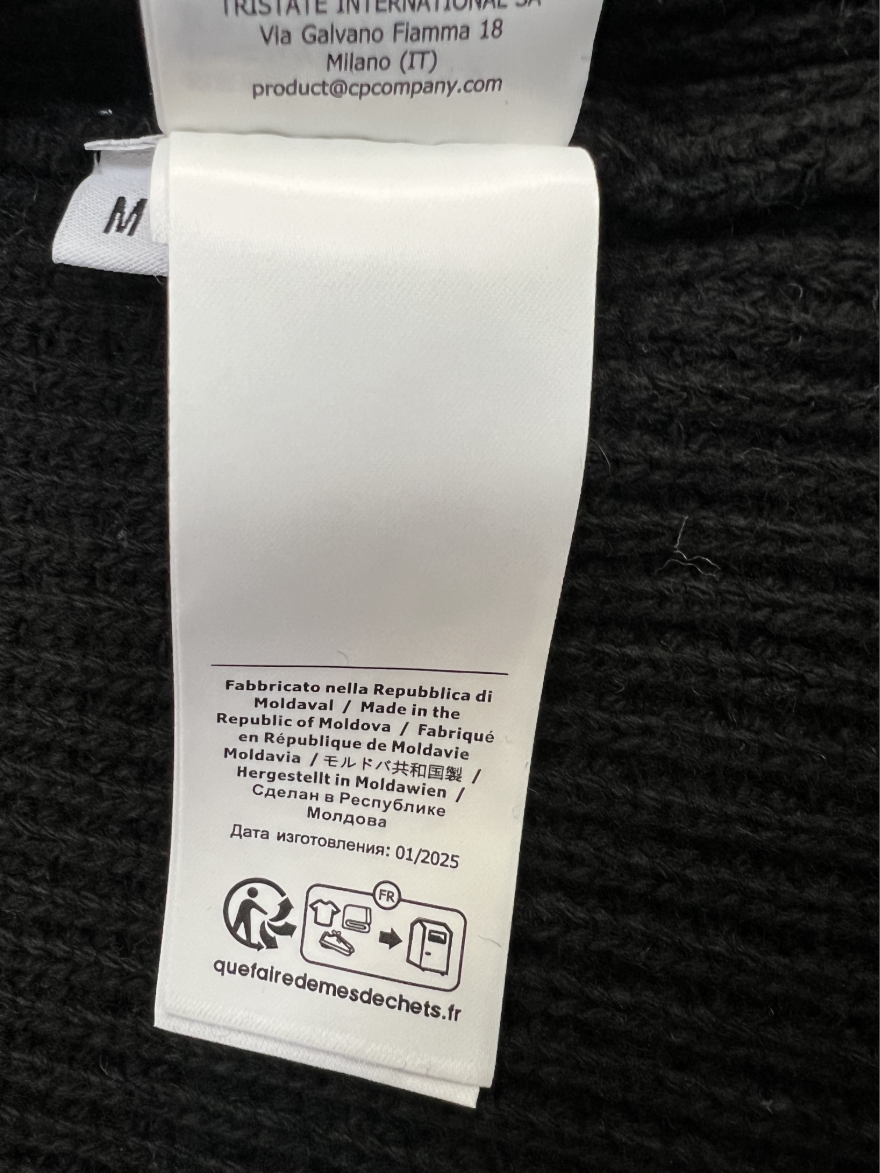 TRISTATE INTERNATIONAL SA
Via Galvano Fiamma 18
Milano (IT)
product@cpcompany.com
M
Fabbricato nella Repubblica di
Moldaval / Made in the
Republic of Moldova / Fabriqué
en République de Moldavie
Moldavia / モルドバ共和国製 /
Hergestellt in Moldawien /
Сделан в Республике
Молдова
Дата изготовления: 01/2025
FR
quefairedemesdechets.fr